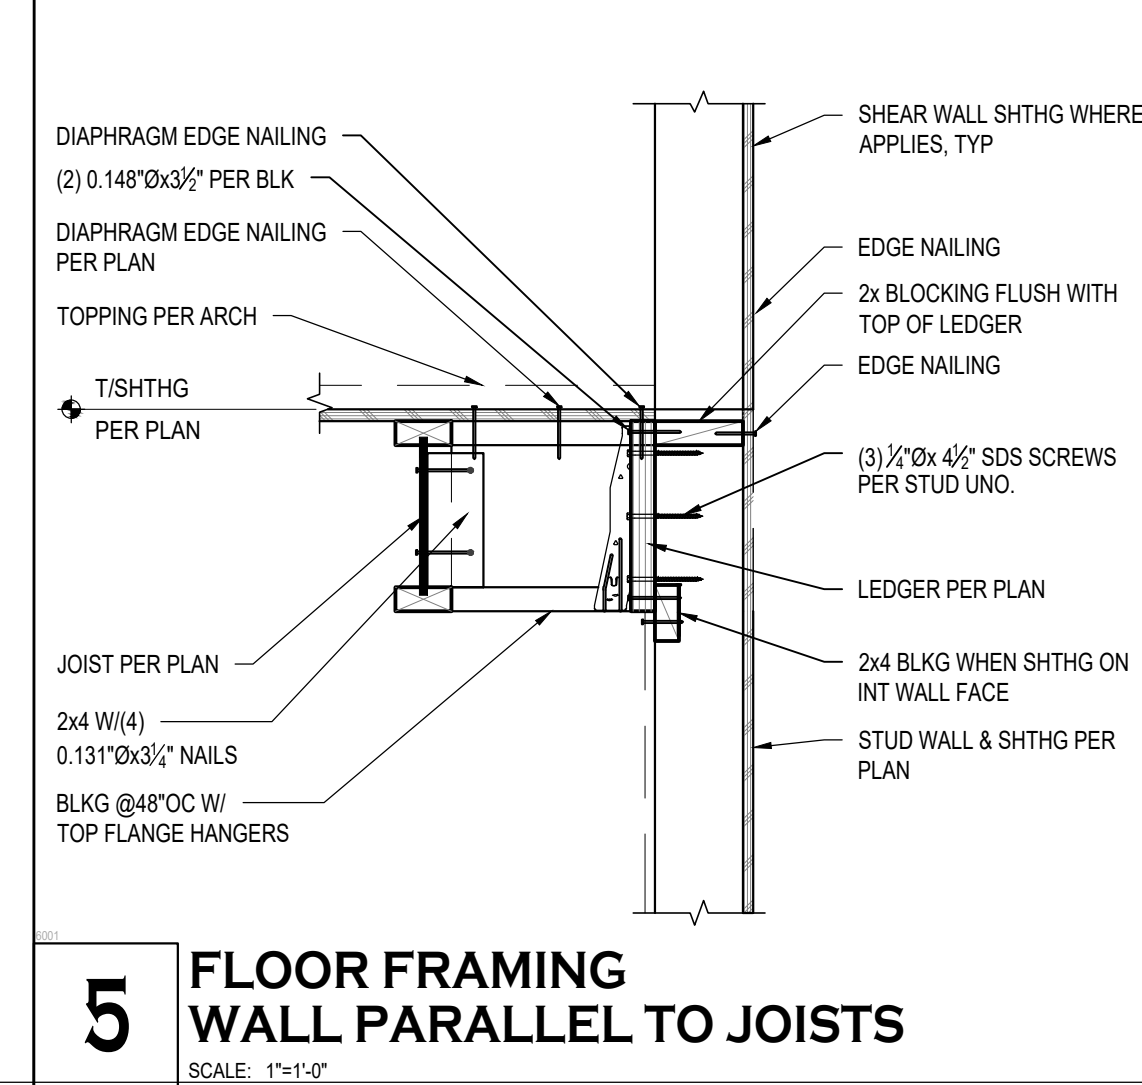 DIAPHRAGM EDGE NAILING
(2) 0.148"Øx3½" PER BLK
DIAPHRAGM EDGE NAILING
PER PLAN
TOPPING PER ARCH
T/SHTHG
PER PLAN
JOIST PER PLAN
2x4 W/(4)
0.131"Øx3¼" NAILS
BLKG @48"OC W/
TOP FLANGE HANGERS
SHEAR WALL SHTHG WHERE
APPLIES, TYP
EDGE NAILING
2x BLOCKING FLUSH WITH
TOP OF LEDGER
EDGE NAILING
(3) ¼"Øx 4½" SDS SCREWS
PER STUD UNO.
LEDGER PER PLAN
2x4 BLKG WHEN SHTHG ON
INT WALL FACE
STUD WALL & SHTHG PER
PLAN
6001
5
FLOOR FRAMING
WALL PARALLEL TO JOISTS
SCALE: 1"=1'-0"